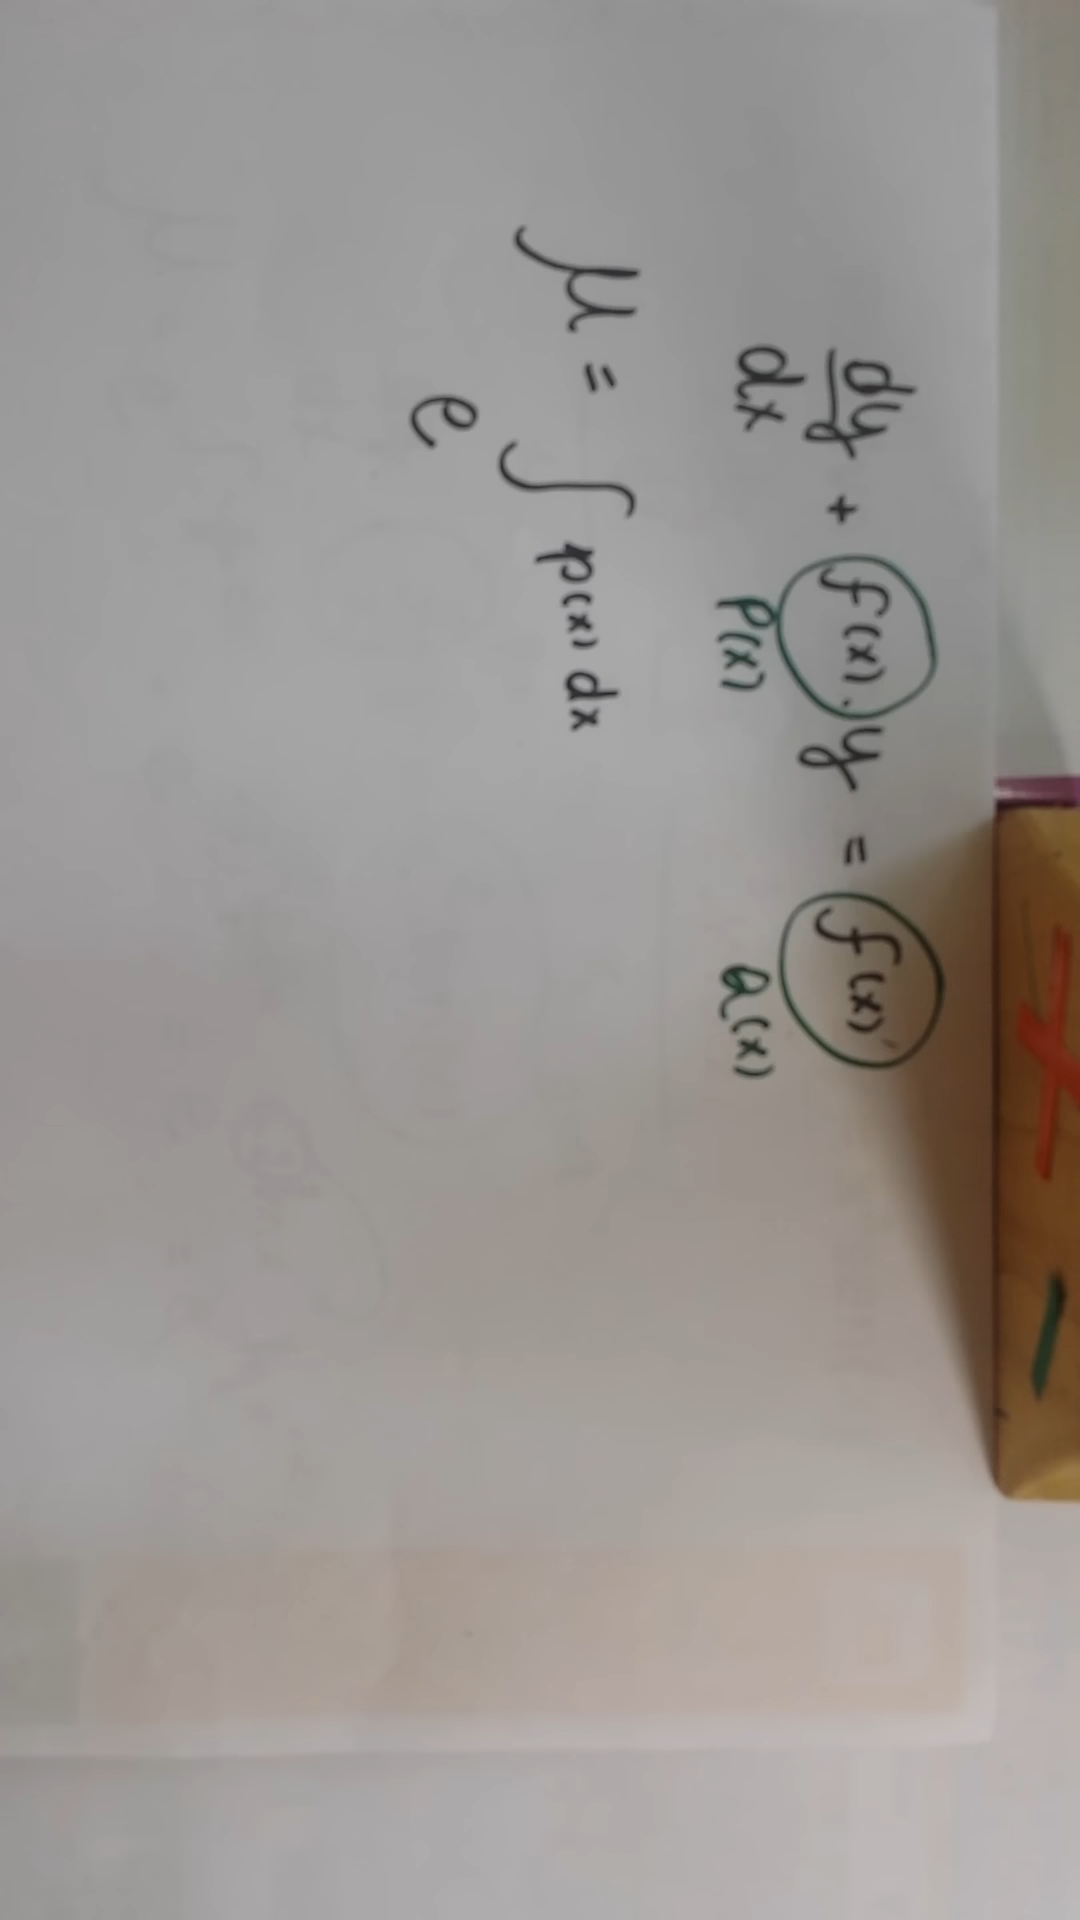 dy/dx + f(x).y = f(x)'
P(x) Q(x)
μ = e ∫ p(x) dx